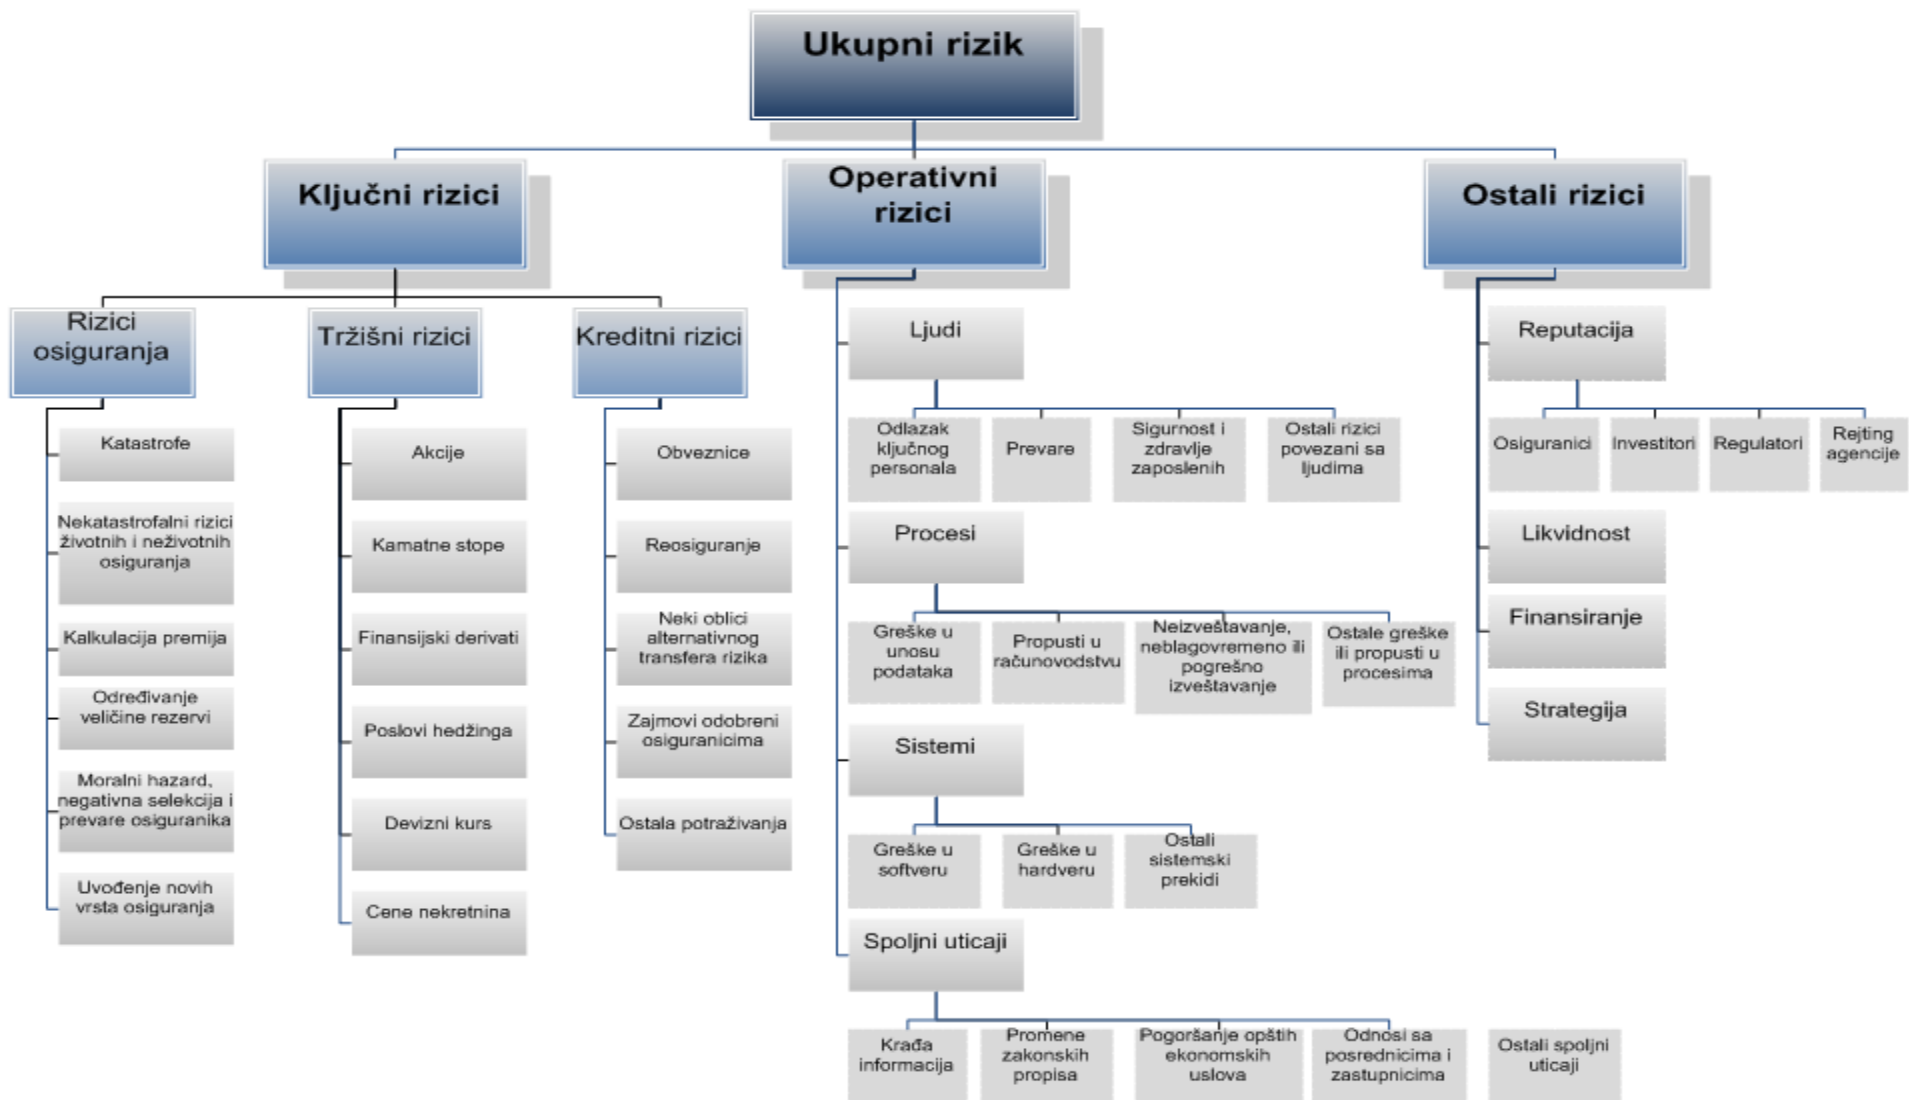 Ukupni rizik
Ključni rizici
Operativni
rizici
Ostali rizici
Rizici
osiguranja
Katastrofe
Nekatastrofalni rizici
životnih i neživotnih
osiguranja
Kalkulacija premija
Određivanje
veličine rezervi
Moralni hazard,
negativna selekcija i
prevare osiguranika
Uvođenje novih
vrsta osiguranja
Tržišni rizici
Akcije
Kamatne stope
Finansijski derivati
Poslovi hedžinga
Devizni kurs
Cene nekretnina
Kreditni rizici
Obveznice
Reosiguranje
Neki oblici
alternativnog
transfera rizika
Zajmovi odobreni
osiguranicima
Ostala potraživanja
Ljudi
Odlazak
ključnog
personala
Prevare
Sigurnost i
zdravlje
zaposlenih
Ostali rizici
povezani sa
ljudima
Procesi
Greške u
unosu
podataka
Propusti u
računovodstvu
Neizveštavanje,
neblagovremeno ili
pogrešno
izveštavanje
Ostale greške
ili propusti u
procesima
Sistemi
Greške u
softveru
Greške u
hardveru
Ostali
sistemski
prekidi
Spoljni uticaji
Krađa
informacija
Promene
zakonskih
propisa
Pogoršanje opštih
ekonomskih
uslova
Odnosi sa
posrednicima i
zastupnicima
Ostali spoljni
uticaji
Reputacija
Osiguranici
Investitori
Regulatori
Rejting
agencije
Likvidnost
Finansiranje
Strategija